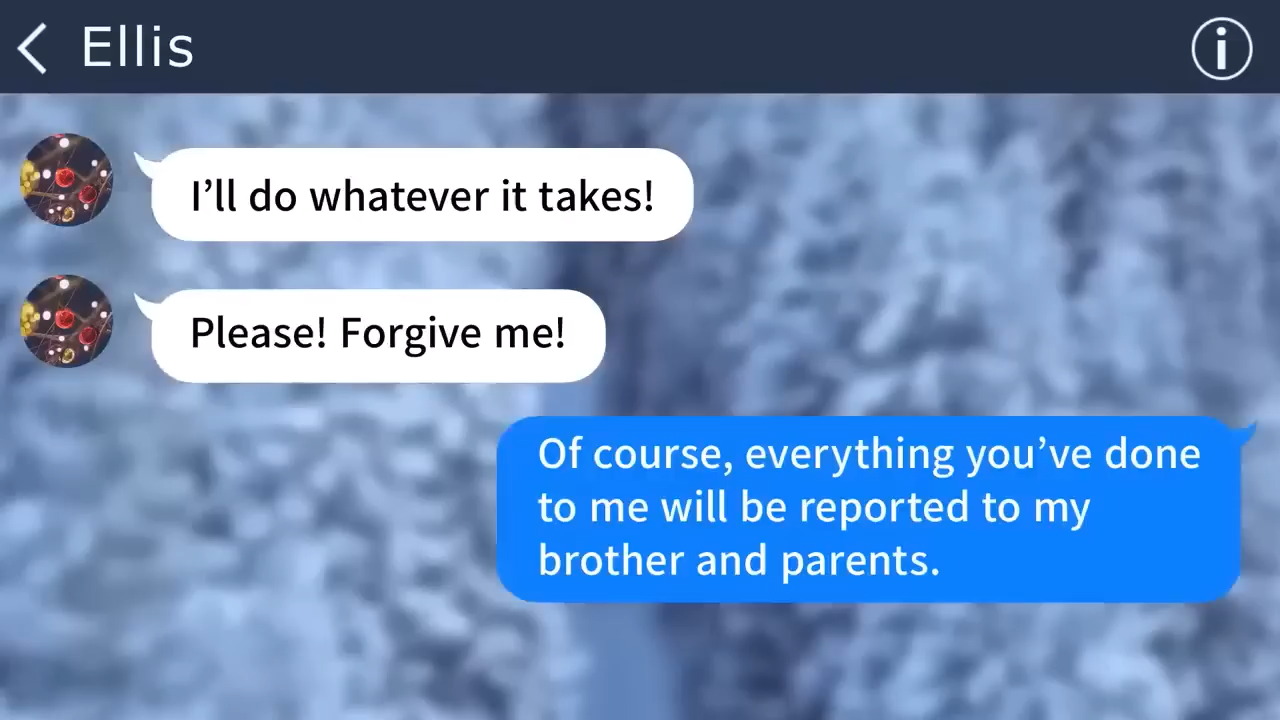 Ellis
I’ll do whatever it takes!
Please! Forgive me!
Of course, everything you’ve done
to me will be reported to my
brother and parents.